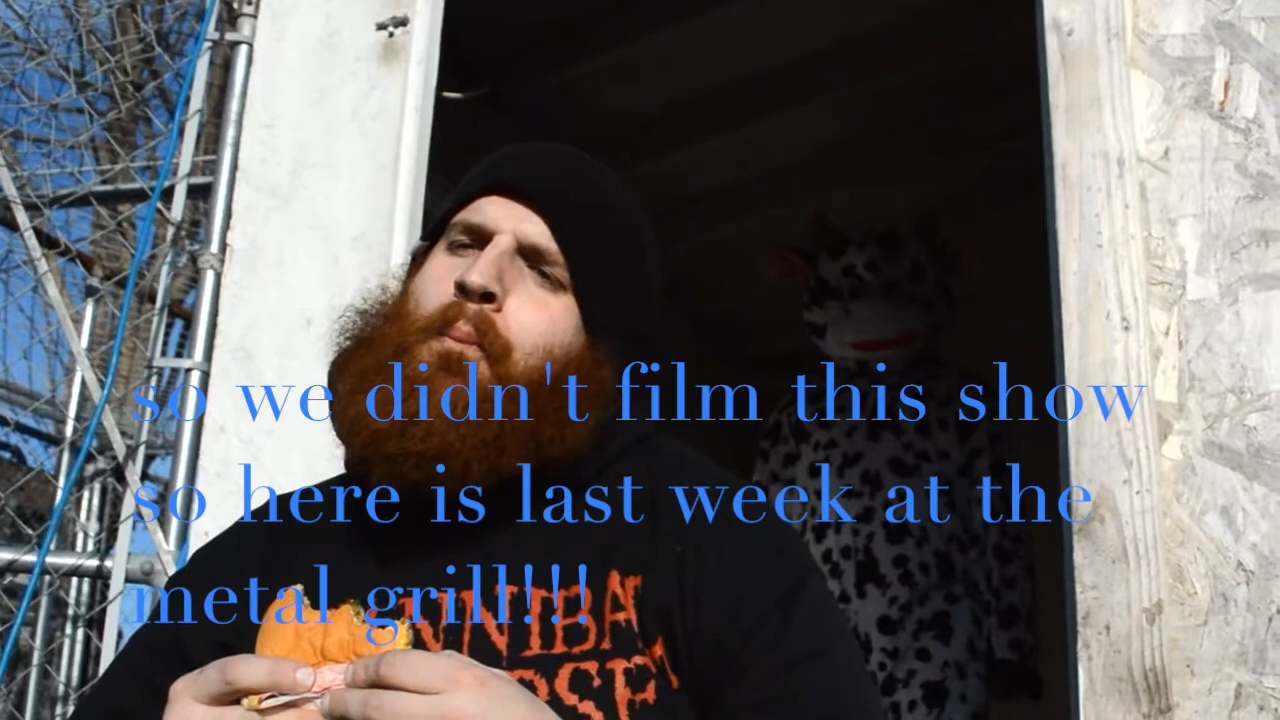 so we didn't film this show
so here is last week at the
metal grill!!!